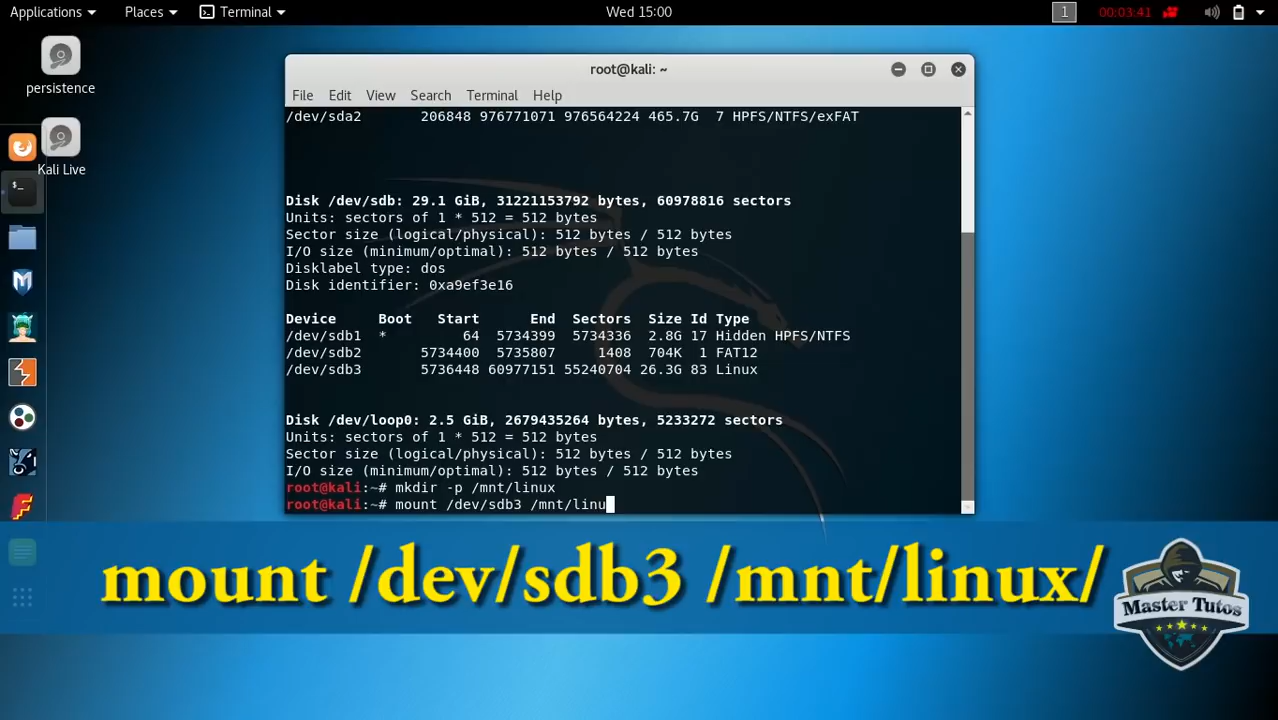 Applications Places Terminal Wed 15:00 1 00:03:41
persistence
Kali Live
root@kali: ~
File Edit View Search Terminal Help
/dev/sda2 206848 976771071 976564224 465.7G 7 HPFS/NTFS/exFAT
Disk /dev/sdb: 29.1 GiB, 31221153792 bytes, 60978816 sectors
Units: sectors of 1 * 512 = 512 bytes
Sector size (logical/physical): 512 bytes / 512 bytes
I/O size (minimum/optimal): 512 bytes / 512 bytes
Disklabel type: dos
Disk identifier: 0xa9ef3e16
Device Boot Start End Sectors Size Id Type
/dev/sdb1 * 64 5734399 5734336 2.8G 17 Hidden HPFS/NTFS
/dev/sdb2 5734400 5735807 1408 704K 1 FAT12
/dev/sdb3 5736448 60977151 55240704 26.3G 83 Linux
Disk /dev/loop0: 2.5 GiB, 2679435264 bytes, 5233272 sectors
Units: sectors of 1 * 512 = 512 bytes
Sector size (logical/physical): 512 bytes / 512 bytes
I/O size (minimum/optimal): 512 bytes / 512 bytes
root@kali:~# mkdir -p /mnt/linux
root@kali:~# mount /dev/sdb3 /mnt/linu
mount /dev/sdb3 /mnt/linux/
Master Tutos